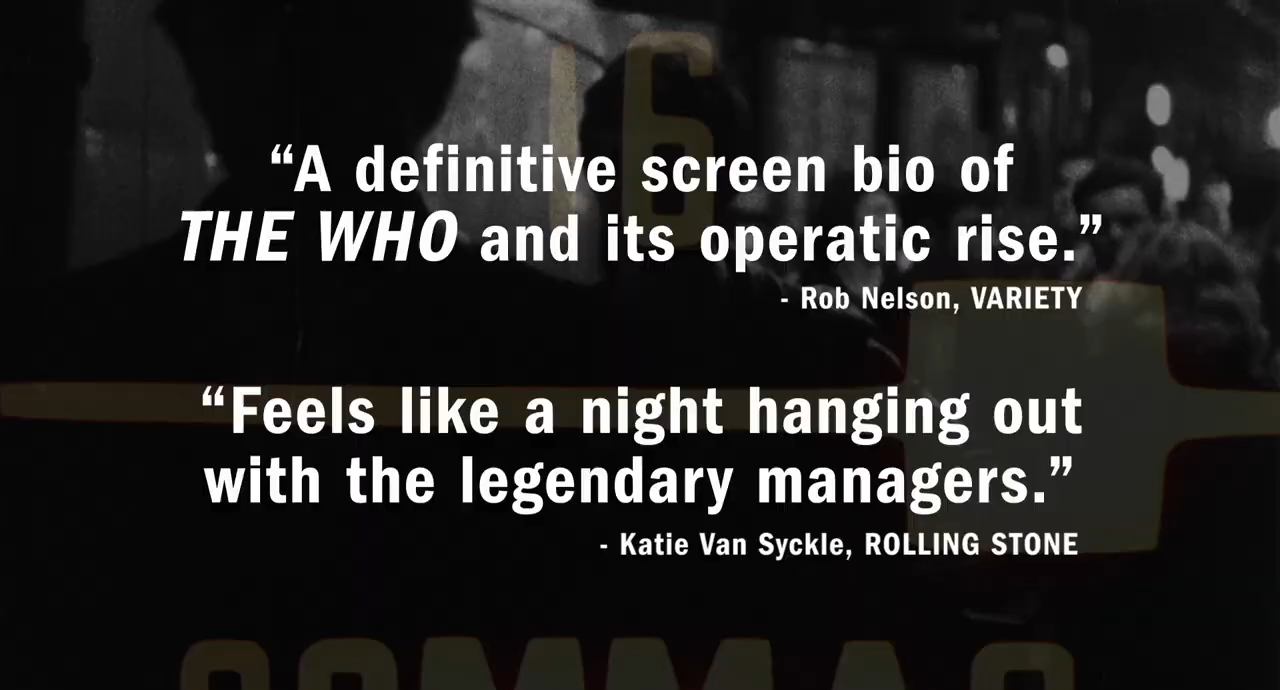 16
“A definitive screen bio of
THE WHO and its operatic rise.”
- Rob Nelson, VARIETY
“Feels like a night hanging out
with the legendary managers.”
- Katie Van Syckle, ROLLING STONE